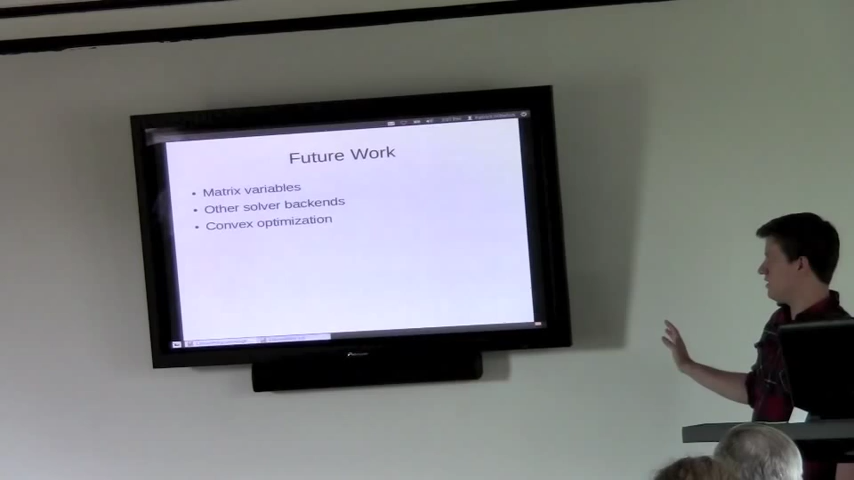 Future Work
• Matrix variables
• Other solver backends
• Convex optimization